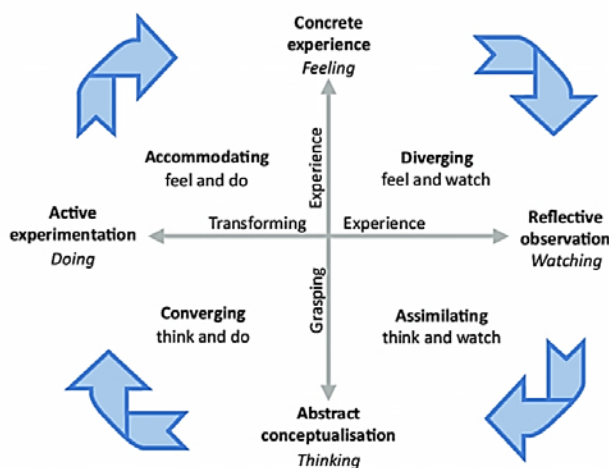 Concrete
experience
Feeling
Accommodating
feel and do
Experience
Diverging
feel and watch
Active
experimentation
Doing
Transforming
Experience
Reflective
observation
Watching
Converging
think and do
Grasping
Assimilating
think and watch
Abstract
conceptualisation
Thinking